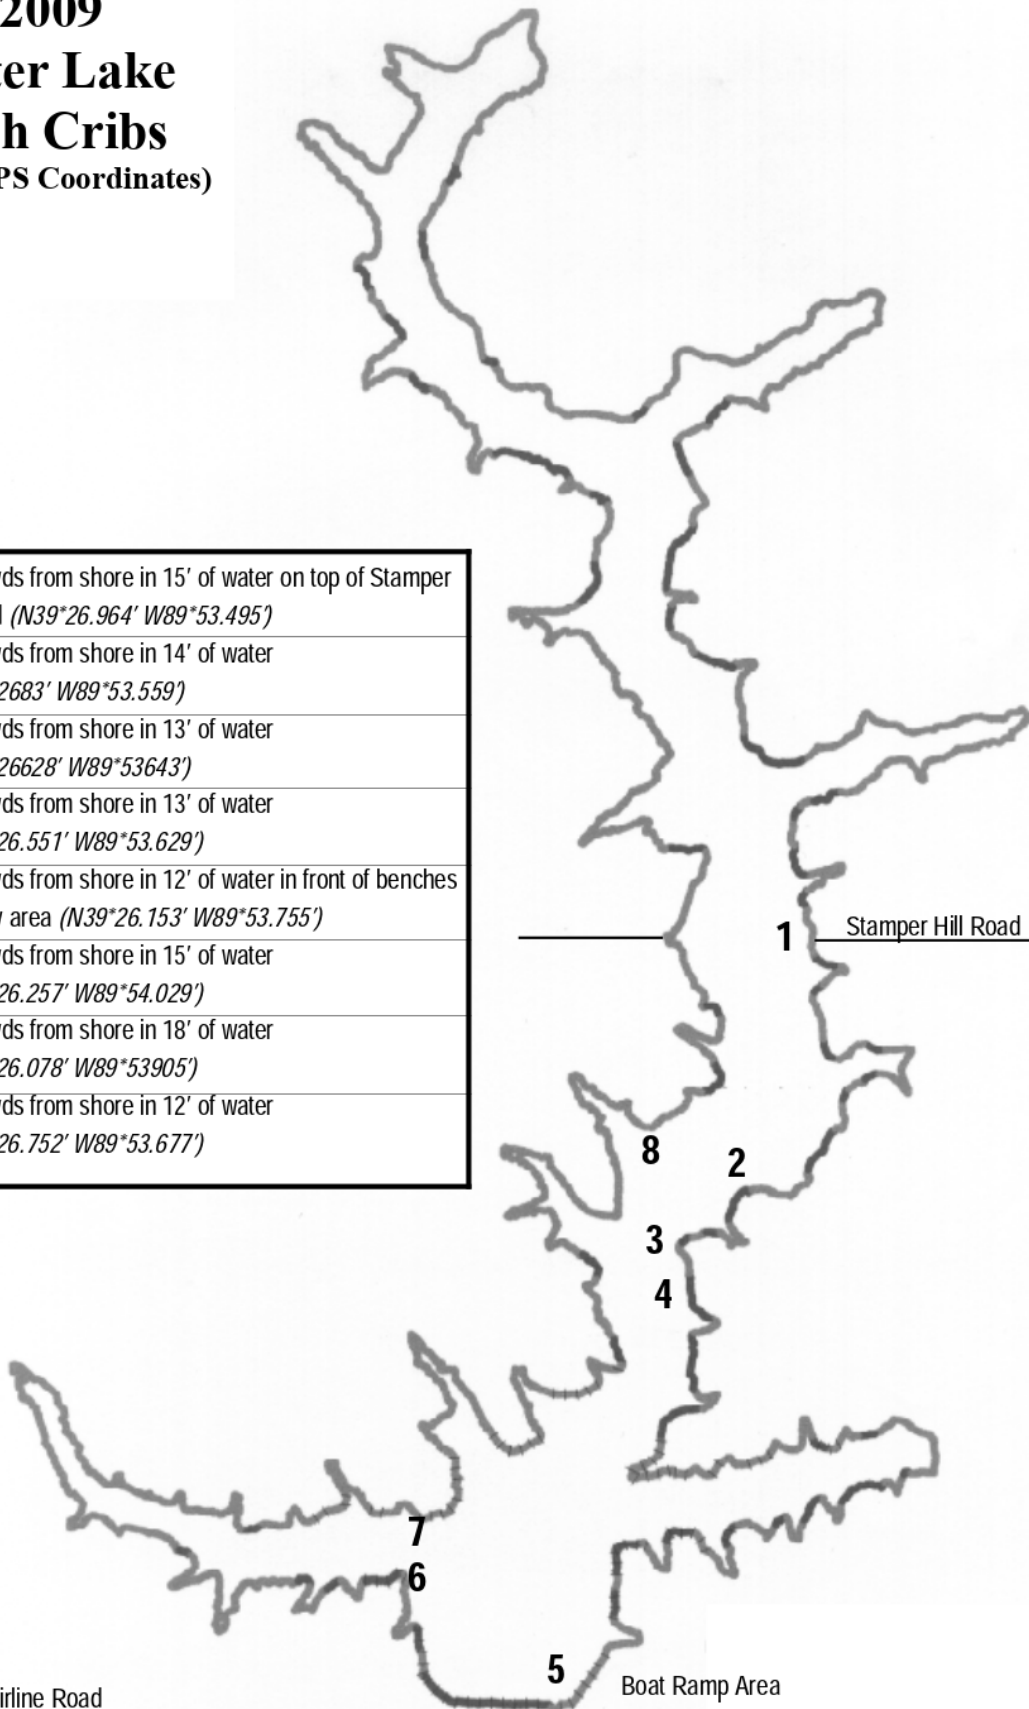 2009
ter Lake
h Cribs
PS Coordinates)
ds from shore in 15' of water on top of Stamper
(N39*26.964' W89*53.495')
ds from shore in 14' of water
2683' W89*53.559')
ds from shore in 13' of water
26628' W89*53643')
ds from shore in 13' of water
26.551' W89*53.629')
ds from shore in 12' of water in front of benches
area (N39*26.153' W89*53.755')
ds from shore in 15' of water
26.257' W89*54.029')
ds from shore in 18' of water
26.078' W89*53905')
ds from shore in 12' of water
26.752' W89*53.677')
1
Stamper Hill Road
8
2
3
4
7
6
5
Boat Ramp Area
irline Road